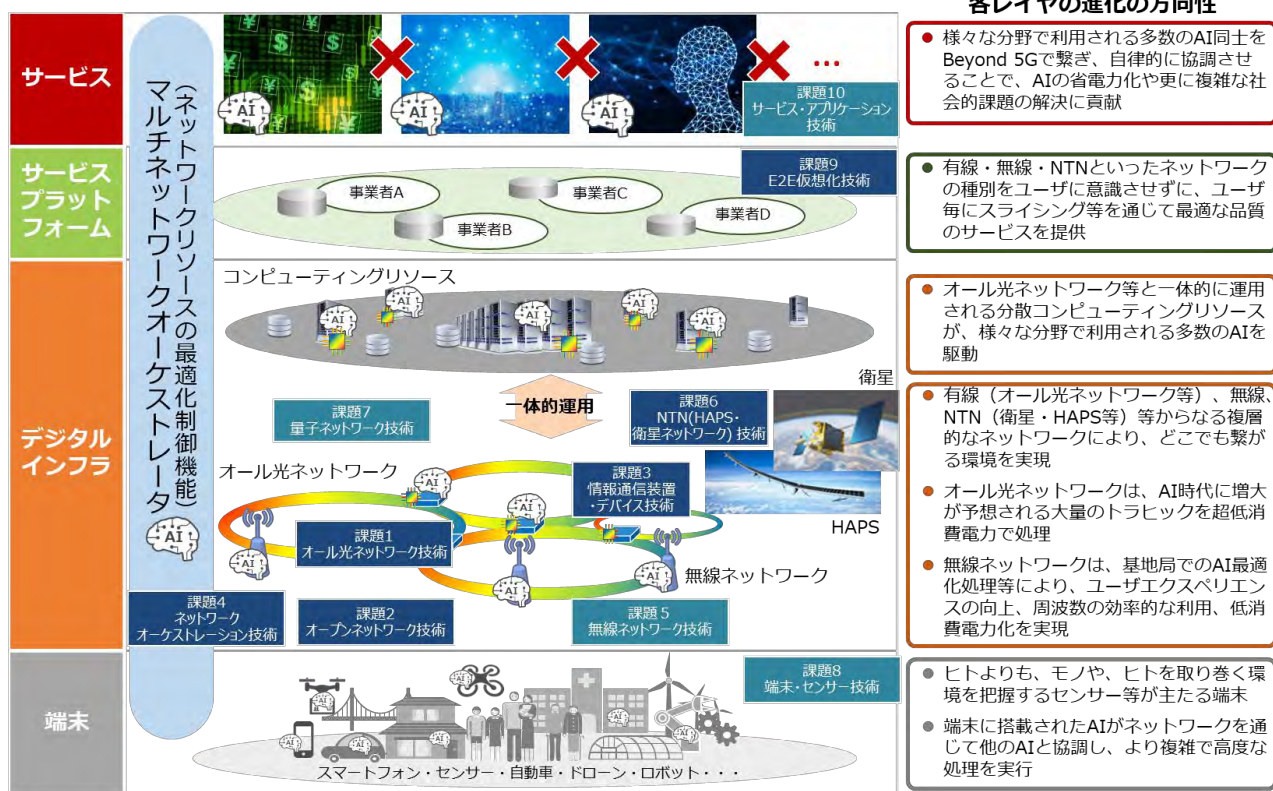 各レイヤの進化の方向性
サービス
(ネットワークリソースの最適化制御機能)
マルチネットワークオーケストレータ
AI
AI
AI
AI
...
課題10
サービス・アプリケーション
技術
● 様々な分野で利用される多数のAI同士を
Beyond 5Gで繋ぎ、自律的に協調させ
ることで、AIの省電力化や更に複雑な社
会的課題の解決に貢献
サービス
プラット
フォーム
課題9
E2E仮想化技術
事業者A
事業者C
事業者B
事業者D
● 有線・無線・NTNといったネットワーク
の種別をユーザに意識させずに、ユーザ
毎にスライシング等を通じて最適な品質
のサービスを提供
デジタル
インフラ
コンピューティングリソース
AI
AI
AI
AI
AI
● オール光ネットワーク等と一体的に運用
される分散コンピューティングリソース
が、様々な分野で利用される多数のAIを
駆動
一体的運用
衛星
課題7
量子ネットワーク技術
課題6
NTN(HAPS・
衛星ネットワーク) 技術
オール光ネットワーク
課題3
情報通信装置
・デバイス技術
HAPS
課題1
オール光ネットワーク技術
無線ネットワーク
AI
AI
AI
AI
AI
課題4
ネットワーク
オーケストレーション技術
課題2
オープンネットワーク技術
課題5
無線ネットワーク技術
● 有線(オール光ネットワーク等)、無線、
NTN(衛星・HAPS等)等からなる複層
的なネットワークにより、どこでも繋が
る環境を実現
● オール光ネットワークは、AI時代に増大
が予想される大量のトラヒックを超低消
費電力で処理
● 無線ネットワークは、基地局でのAI最適
化処理等により、ユーザエクスペリエン
スの向上、周波数の効率的な利用、低消
費電力化を実現
端末
課題8
端末・センサー技術
AI
AI
AI
AI
AI
AI
AI
スマートフォン・センサー・自動車・ドローン・ロボット・・・
● ヒトよりも、モノや、ヒトを取り巻く環
境を把握するセンサー等が主たる端末
● 端末に搭載されたAIがネットワークを通
じて他のAIと協調し、より複雑で高度な
処理を実行